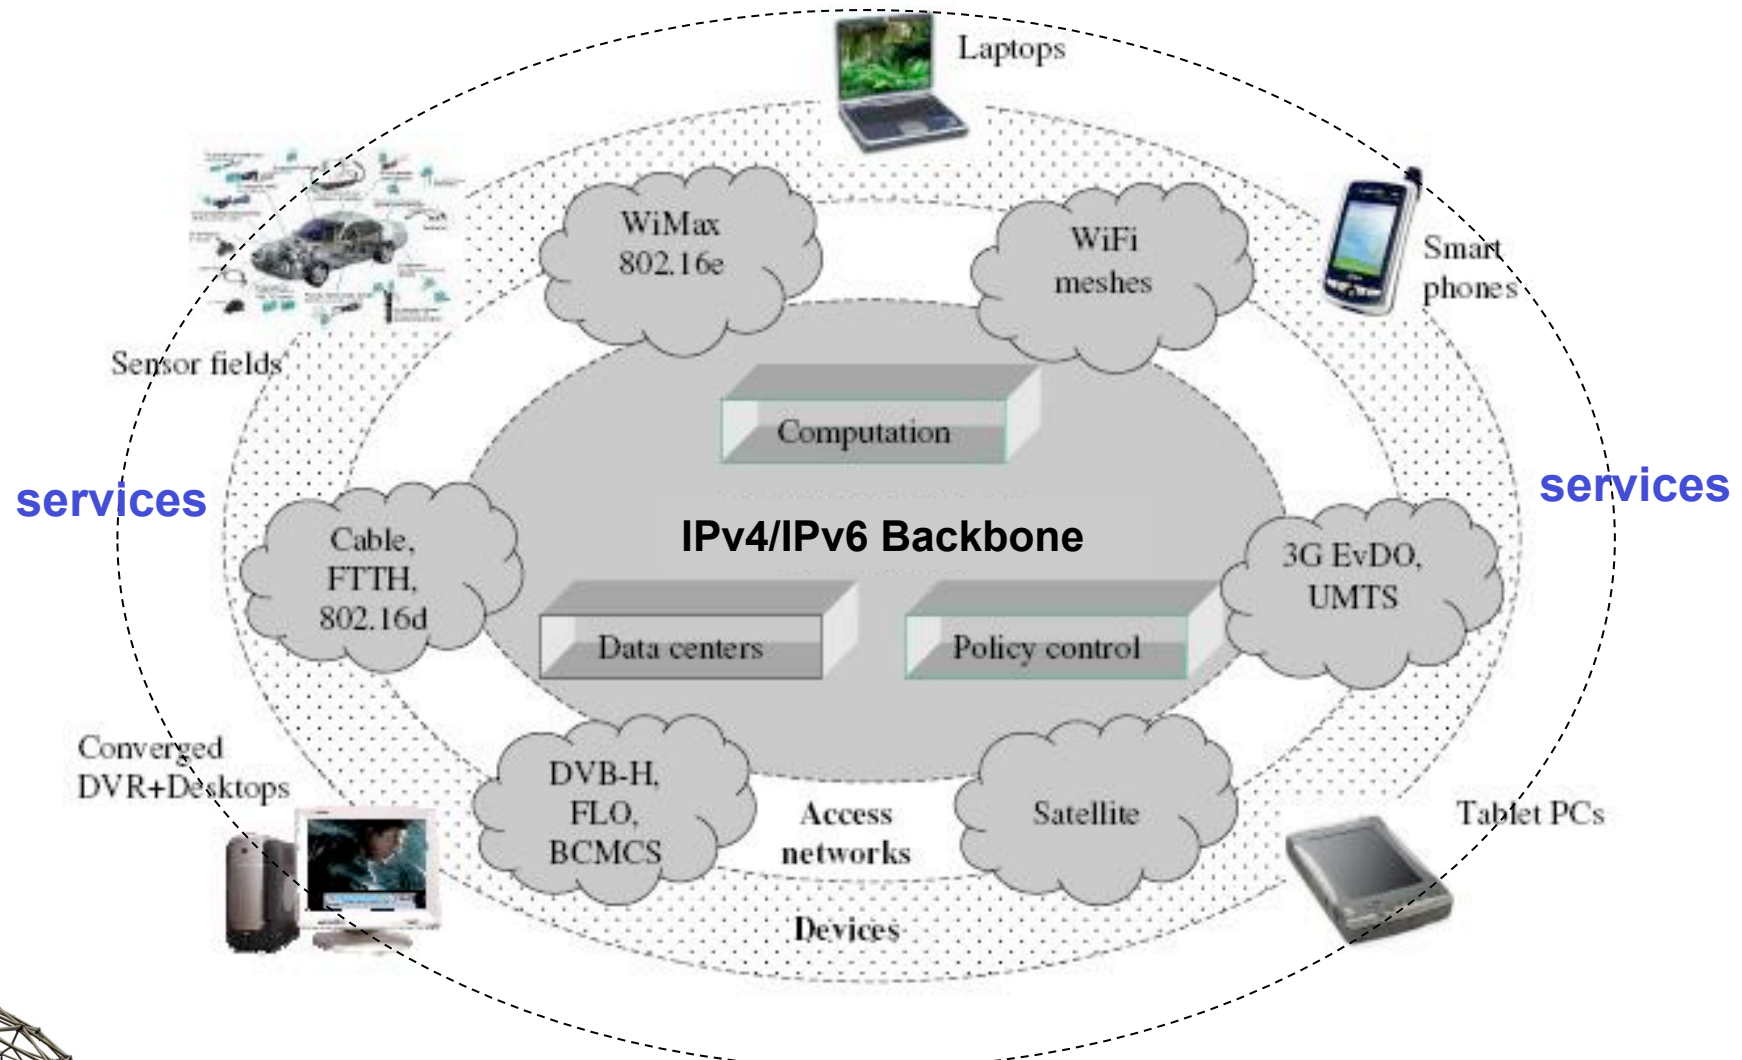 Laptops
WiMax
802.16e
WiFi
meshes
Smart
phones
Sensor fields
Computation
services
services
IPv4/IPv6 Backbone
Cable,
FTTH,
802.16d
3G EvDO,
UMTS
Data centers
Policy control
Converged
DVR+Desktops
DVB-H,
FLO,
BCMCS
Access
networks
Satellite
Tablet PCs
Devices